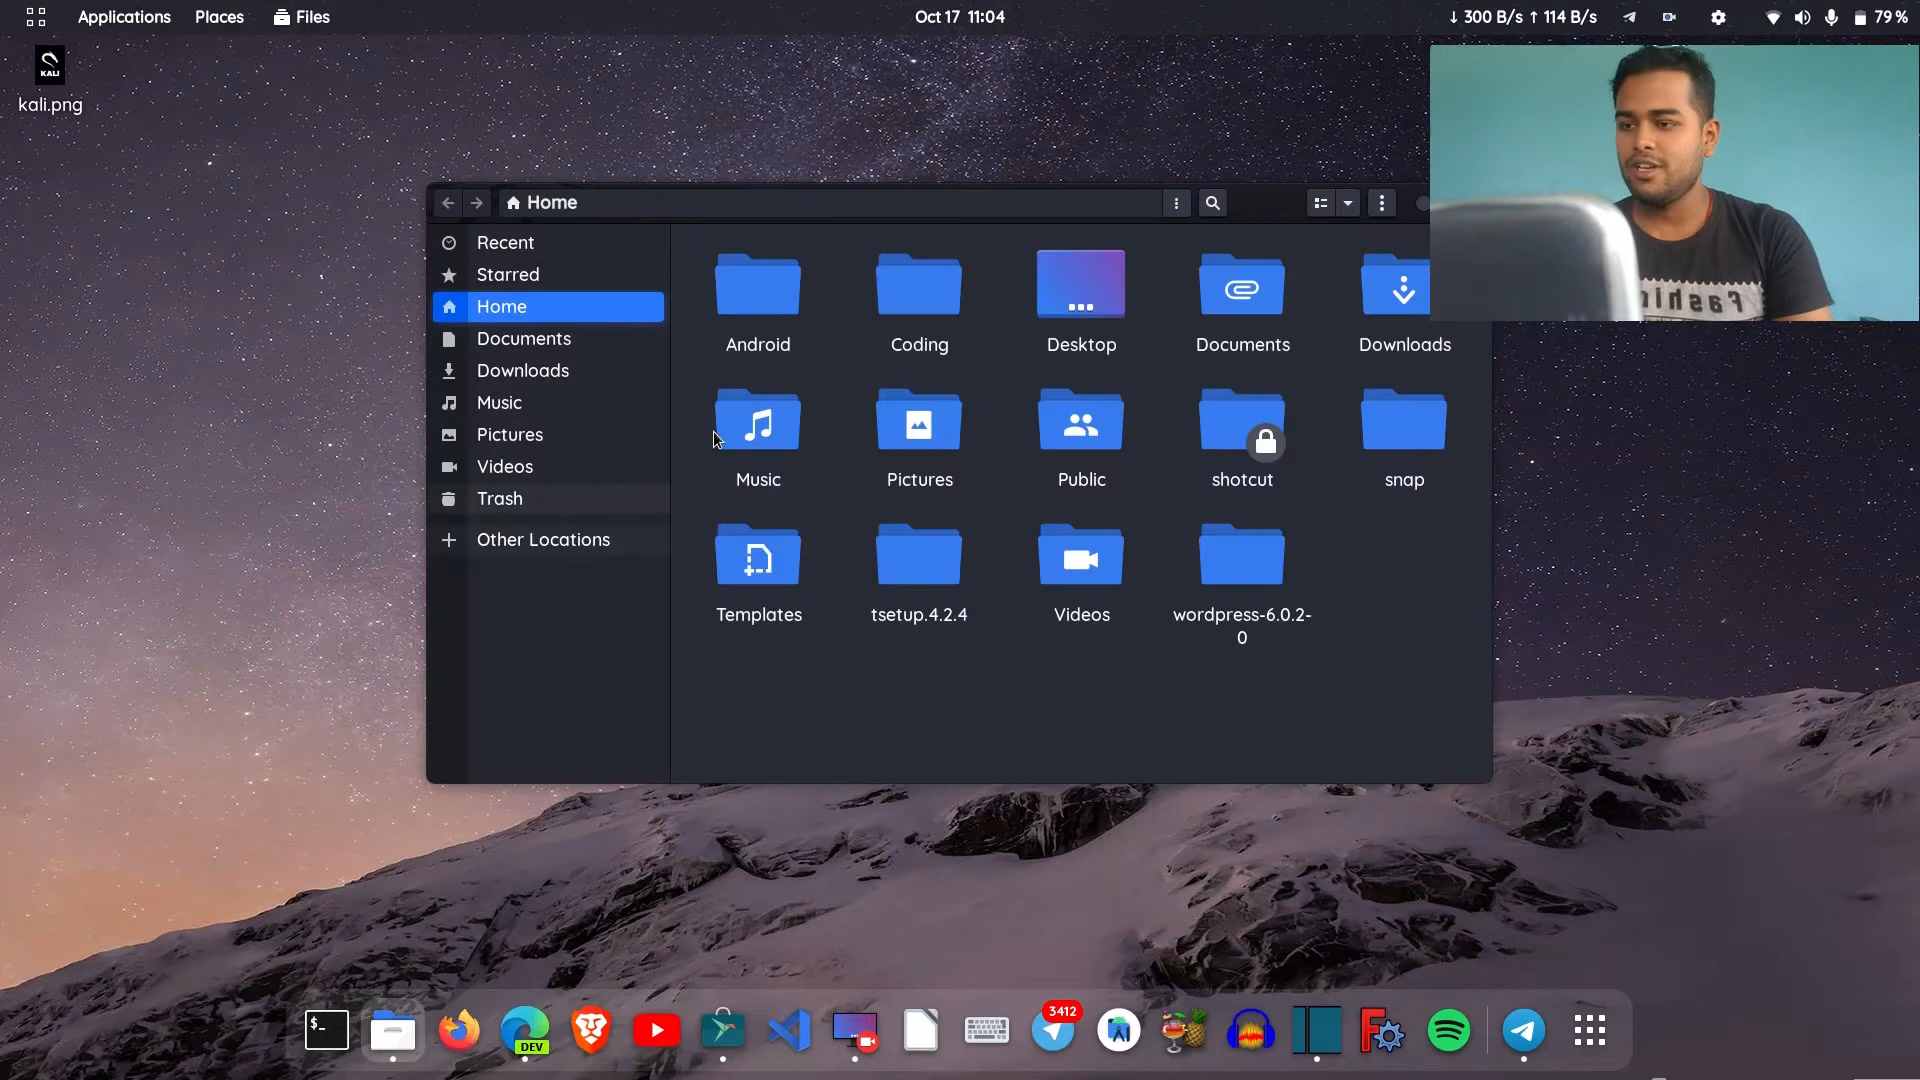 Applications Places Files
Oct 17 11:04
↓ 300 B/s ↑ 114 B/s
79 %
KALI
kali.png
Home
Recent
Starred
Home
Documents
Downloads
Music
Pictures
Videos
Trash
Other Locations
Android Coding Desktop Documents Downloads
Music Pictures Public shotcut snap
Templates tsetup.4.2.4 Videos wordpress-6.0.2-
0
Fashin
$_
DEV
3412